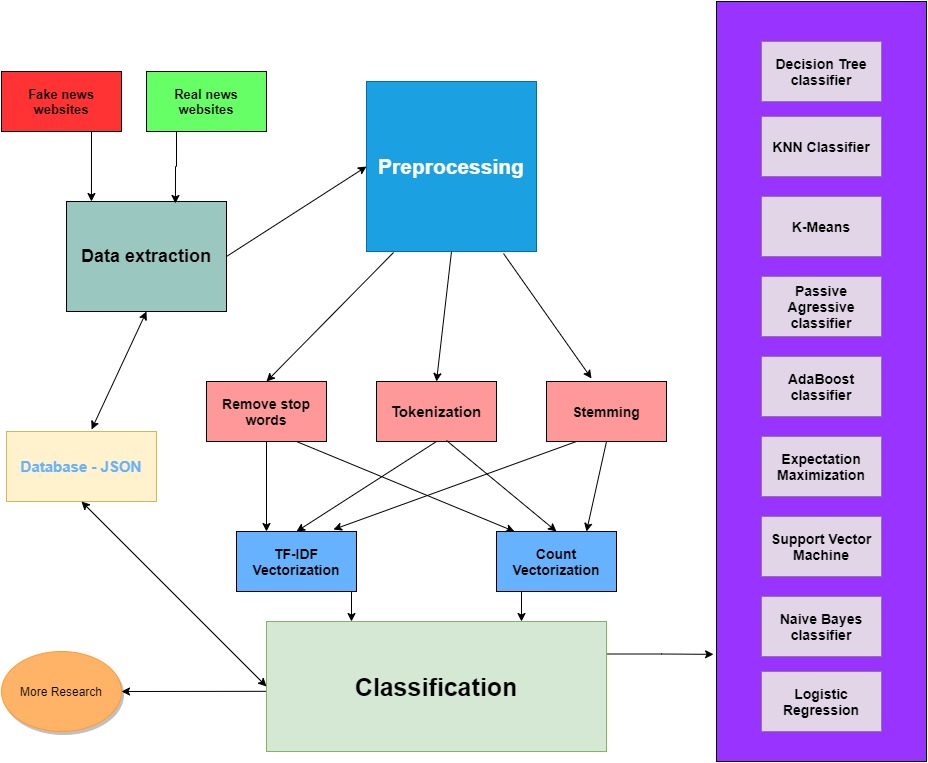 Fake news
websites
Real news
websites
Data extraction
Preprocessing
Remove stop
words
Tokenization
Stemming
Database - JSON
TF-IDF
Vectorization
Count
Vectorization
Classification
More Research
Decision Tree
classifier
KNN Classifier
K-Means
Passive
Agressive
classifier
AdaBoost
classifier
Expectation
Maximization
Support Vector
Machine
Naive Bayes
classifier
Logistic
Regression